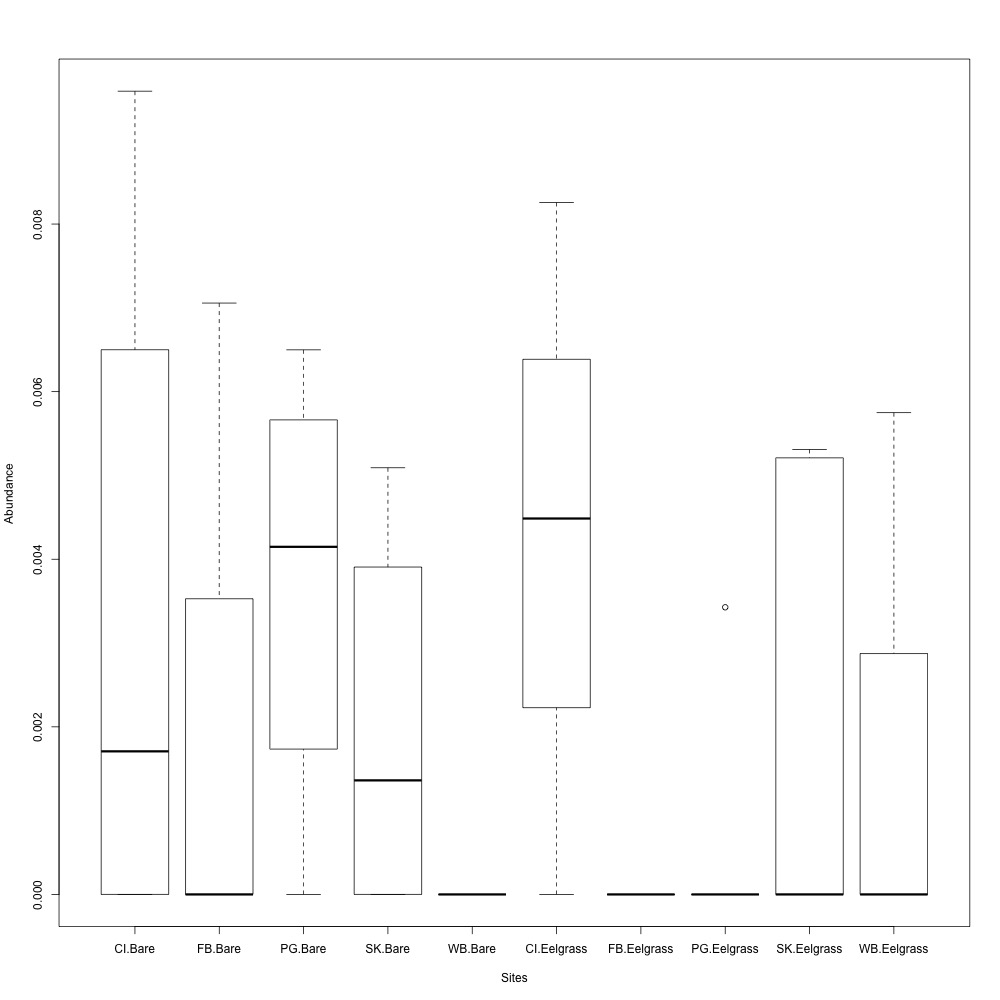 Abundance
0.008
0.006
0.004
0.002
0.000
CI.Bare FB.Bare PG.Bare SK.Bare WB.Bare CI.Eelgrass FB.Eelgrass PG.Eelgrass SK.Eelgrass WB.Eelgrass
Sites